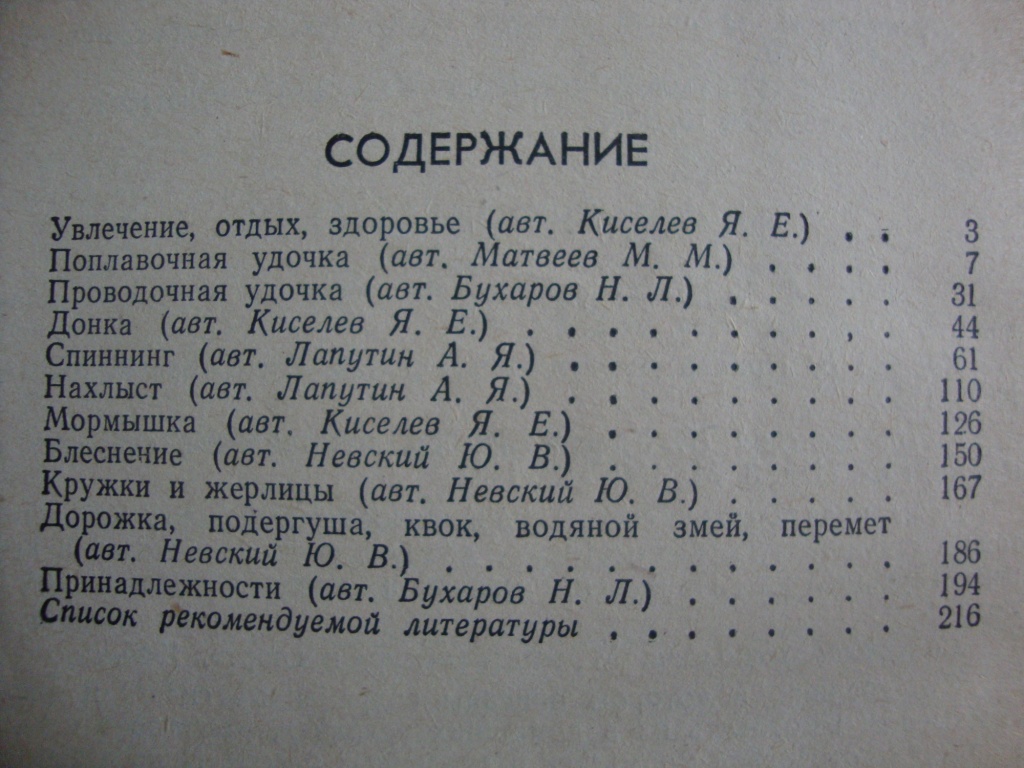 СОДЕРЖАНИЕ
Увлечение, отдых, здоровье (авт. Киселев Я. Е.) . . 3
Поплавочная удочка (авт. Матвеев М. М.) . . . . 7
Проводочная удочка (авт. Бухаров Н. Л.) . . . . . 31
Донка (авт. Киселев Я. Е.) . . . . . . . . . . 44
Спиннинг (авт. Лапутин А. Я.) . . . . . . . . . 61
Нахлыст (авт. Лапутин А. Я.) . . . . . . . . . 110
Мормышка (авт. Киселев Я. Е.) . . . . . . . . 126
Блеснечие (авт. Невский Ю. В.) . . . . . . . . 150
Кружки и жерлицы (авт. Невский Ю. В.) . . . . . 167
Дорожка, подергуша, квок, водяной змей, перемет
(авт. Невский Ю. В.) . . . . . . . . . . . . 186
Принадлежности (авт. Бухаров Н. Л.) . . . . . . 194
Список рекомендуемой литературы . . . . . . . . 216